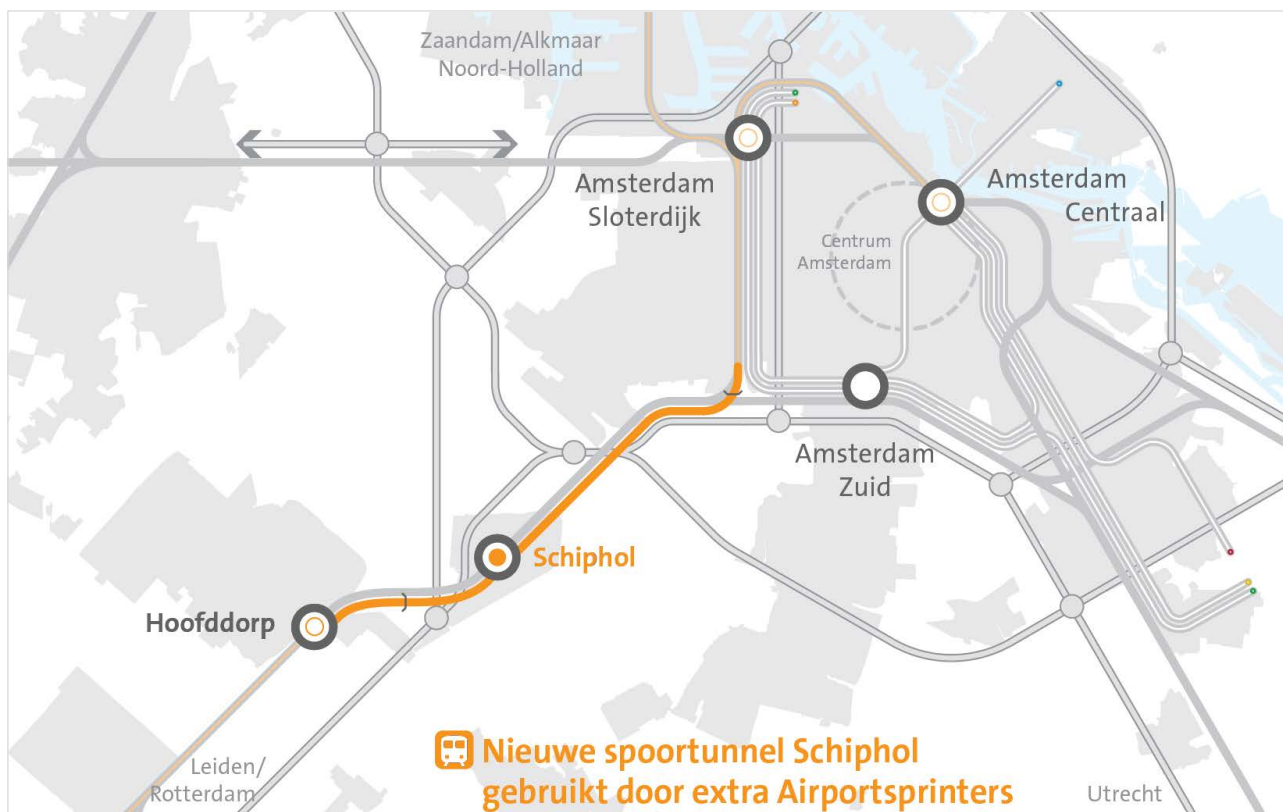 Zaandam/Alkmaar
Noord-Holland
Amsterdam
Sloterdijk
Amsterdam
Centraal
Centrum
Amsterdam
Amsterdam
Zuid
Schiphol
Hoofddorp
Leiden/
Rotterdam
Nieuwe spoortunnel Schiphol
gebruikt door extra Airportsprinters
Utrecht